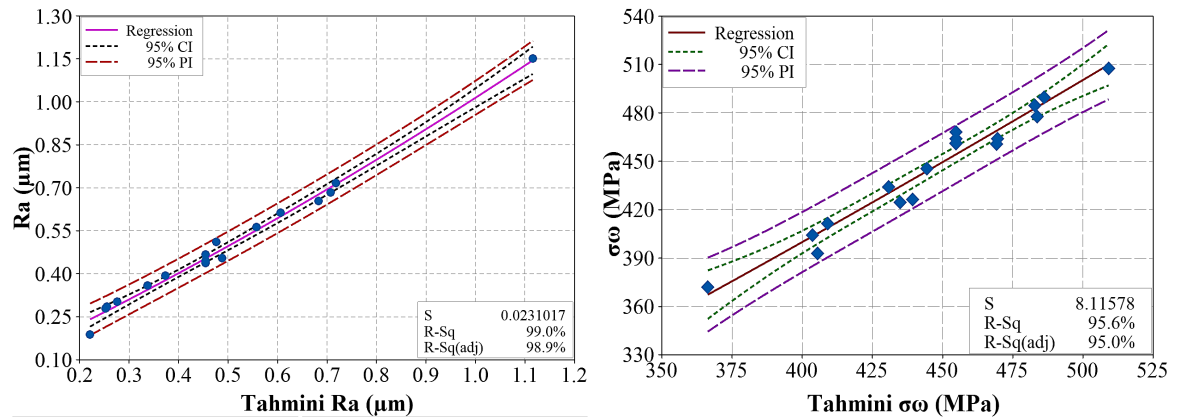 1.30
1.15
1.00
0.85
0.70
0.55
0.40
0.25
0.10
Ra (μm)
Regression
95% CI
95% PI
S 0.0231017
R-Sq 99.0%
R-Sq(adj) 98.9%
0.2 0.3 0.4 0.5 0.6 0.7 0.8 0.9 1.0 1.1 1.2
Tahmini Ra (μm)
540
510
480
450
420
390
360
330
σω (MPa)
Regression
95% CI
95% PI
S 8.11578
R-Sq 95.6%
R-Sq(adj) 95.0%
350 375 400 425 450 475 500 525
Tahmini σω (MPa)